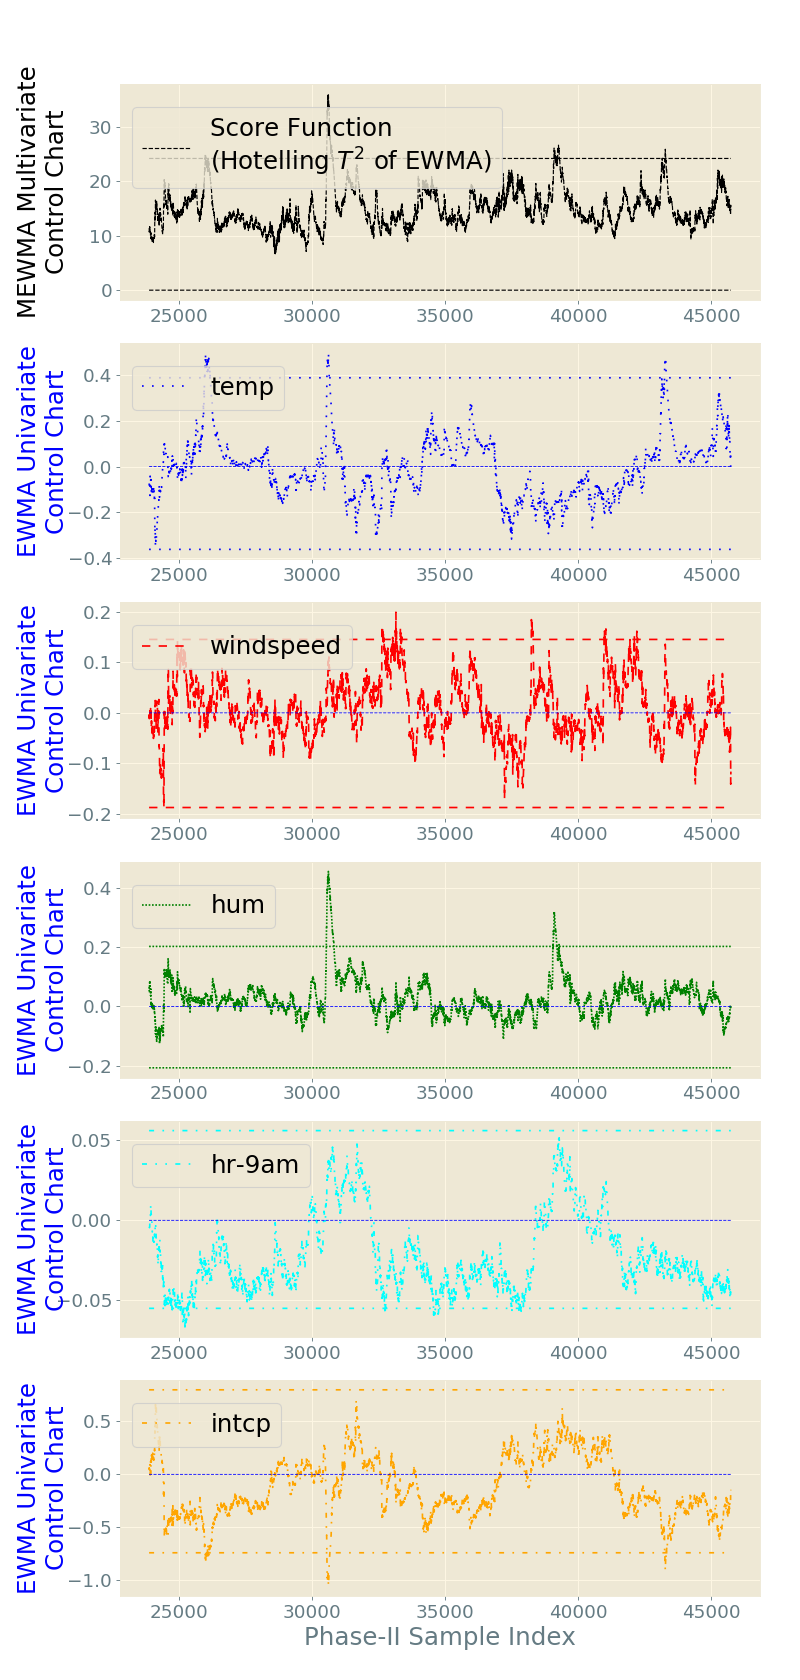 MEWMA Multivariate
Control Chart
30
20
10
0
Score Function
(Hotelling T² of EWMA)
25000 30000 35000 40000 45000
EWMA Univariate
Control Chart
0.4
0.2
0.0
−0.2
−0.4
temp
25000 30000 35000 40000 45000
EWMA Univariate
Control Chart
0.2
0.1
0.0
−0.1
−0.2
windspeed
25000 30000 35000 40000 45000
EWMA Univariate
Control Chart
0.4
0.2
0.0
−0.2
hum
25000 30000 35000 40000 45000
EWMA Univariate
Control Chart
0.05
0.00
−0.05
hr-9am
25000 30000 35000 40000 45000
EWMA Univariate
Control Chart
0.5
0.0
−0.5
−1.0
intcp
25000 30000 35000 40000 45000
Phase-II Sample Index